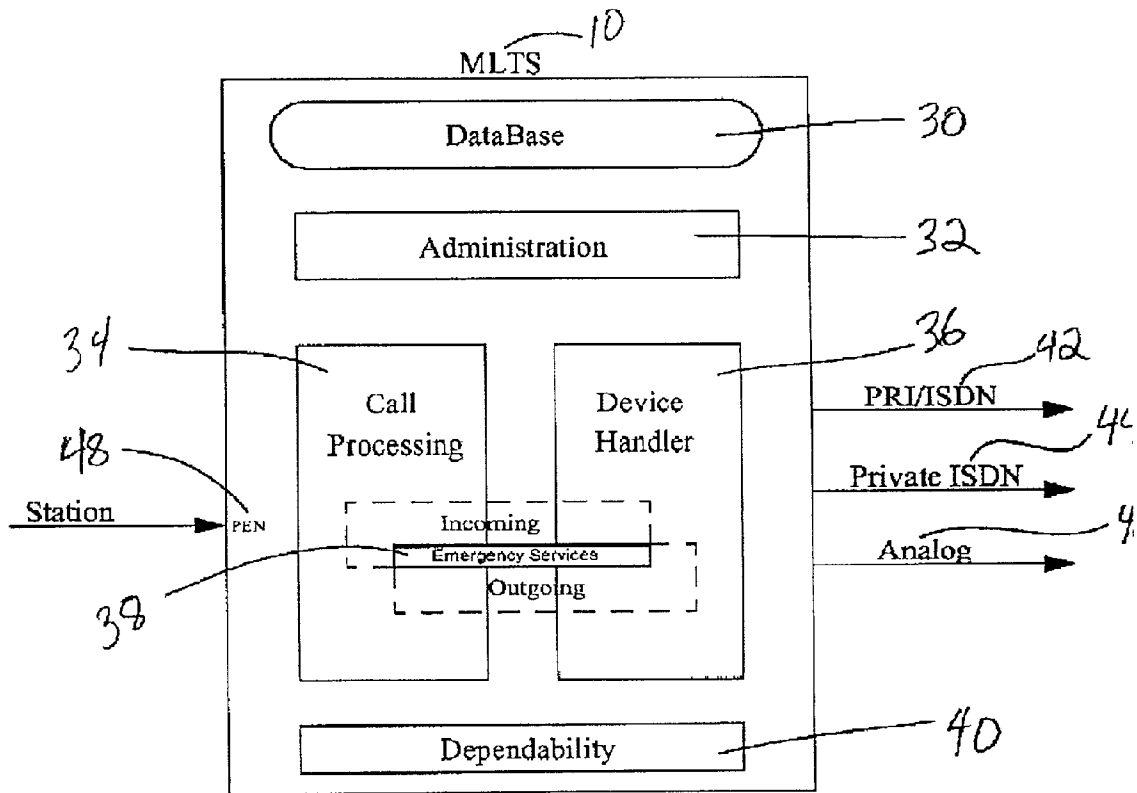 10
MLTS
DataBase
30
Administration
32
34
36
Call
Processing
Device
Handler
42
PRI/ISDN
48
44
Private ISDN
Station
PEN
Incoming
Emergency Services
Outgoing
Analog
38
Dependability
40